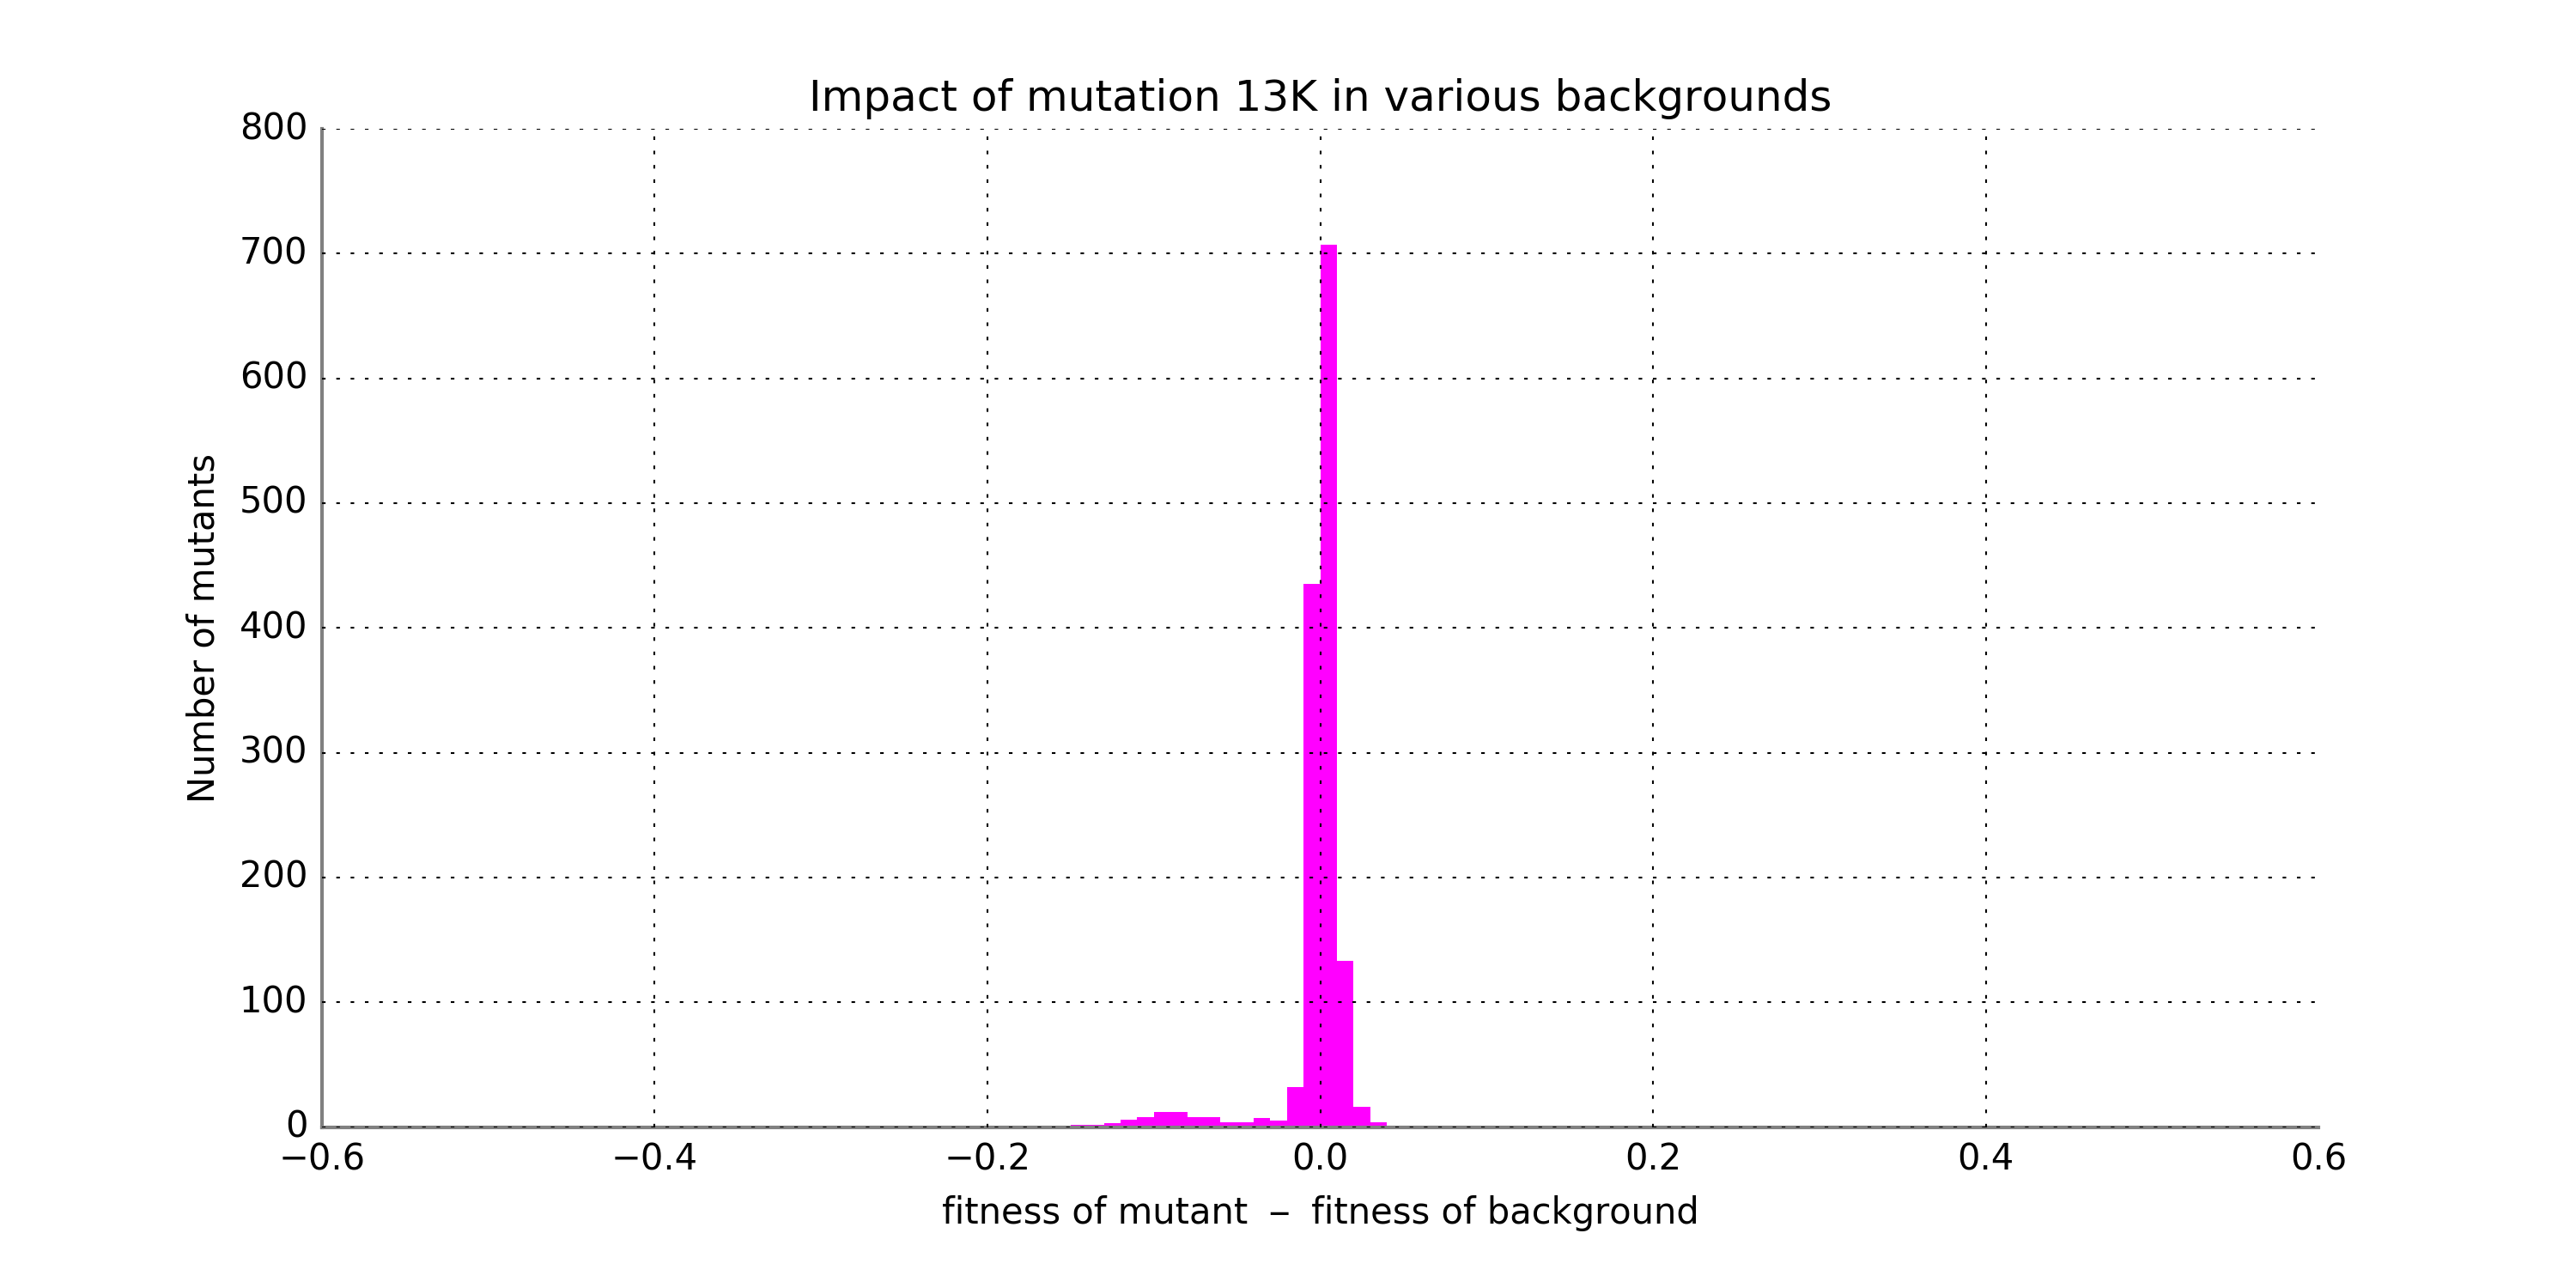 Impact of mutation 13K in various backgrounds
800
700
600
500
400
300
200
100
0
Number of mutants
−0.6 −0.4 −0.2 0.0 0.2 0.4 0.6
fitness of mutant − fitness of background